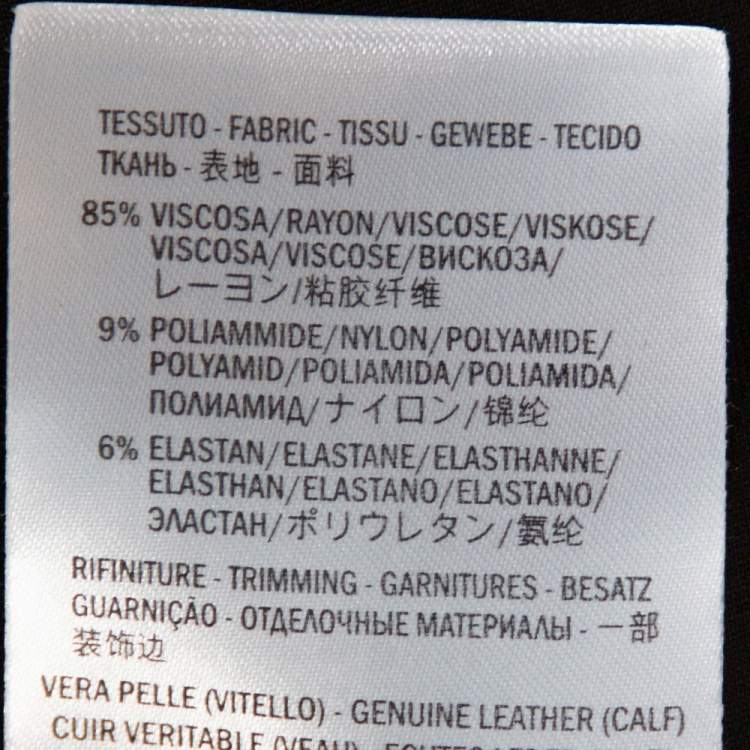 TESSUTO - FABRIC - TISSU - GEWEBE - TECIDO
ТКАНЬ - 表地 - 面料
85% VISCOSA/RAYON/VISCOSE/VISKOSE/
VISCOSA/VISCOSE/ВИСКОЗА/
レーヨン/粘胶纤维
9% POLIAMMIDE/NYLON/POLYAMIDE/
POLYAMID/POLIAMIDA/POLIAMIDA/
ПОЛИАМИД/ナイロン/锦纶
6% ELASTAN/ELASTANE/ELASTHANNE/
ELASTHAN/ELASTANO/ELASTANO/
ЭЛАСТАН/ポリウレタン/氨纶
RIFINITURE - TRIMMING - GARNITURES - BESATZ
GUARNIÇÃO - ОТДЕЛОЧНЫЕ МАТЕРИАЛЫ - 一部
装饰边
VERA PELLE (VITELLO) - GENUINE LEATHER (CALF)
CUIR VERITABLE (VEAU) -